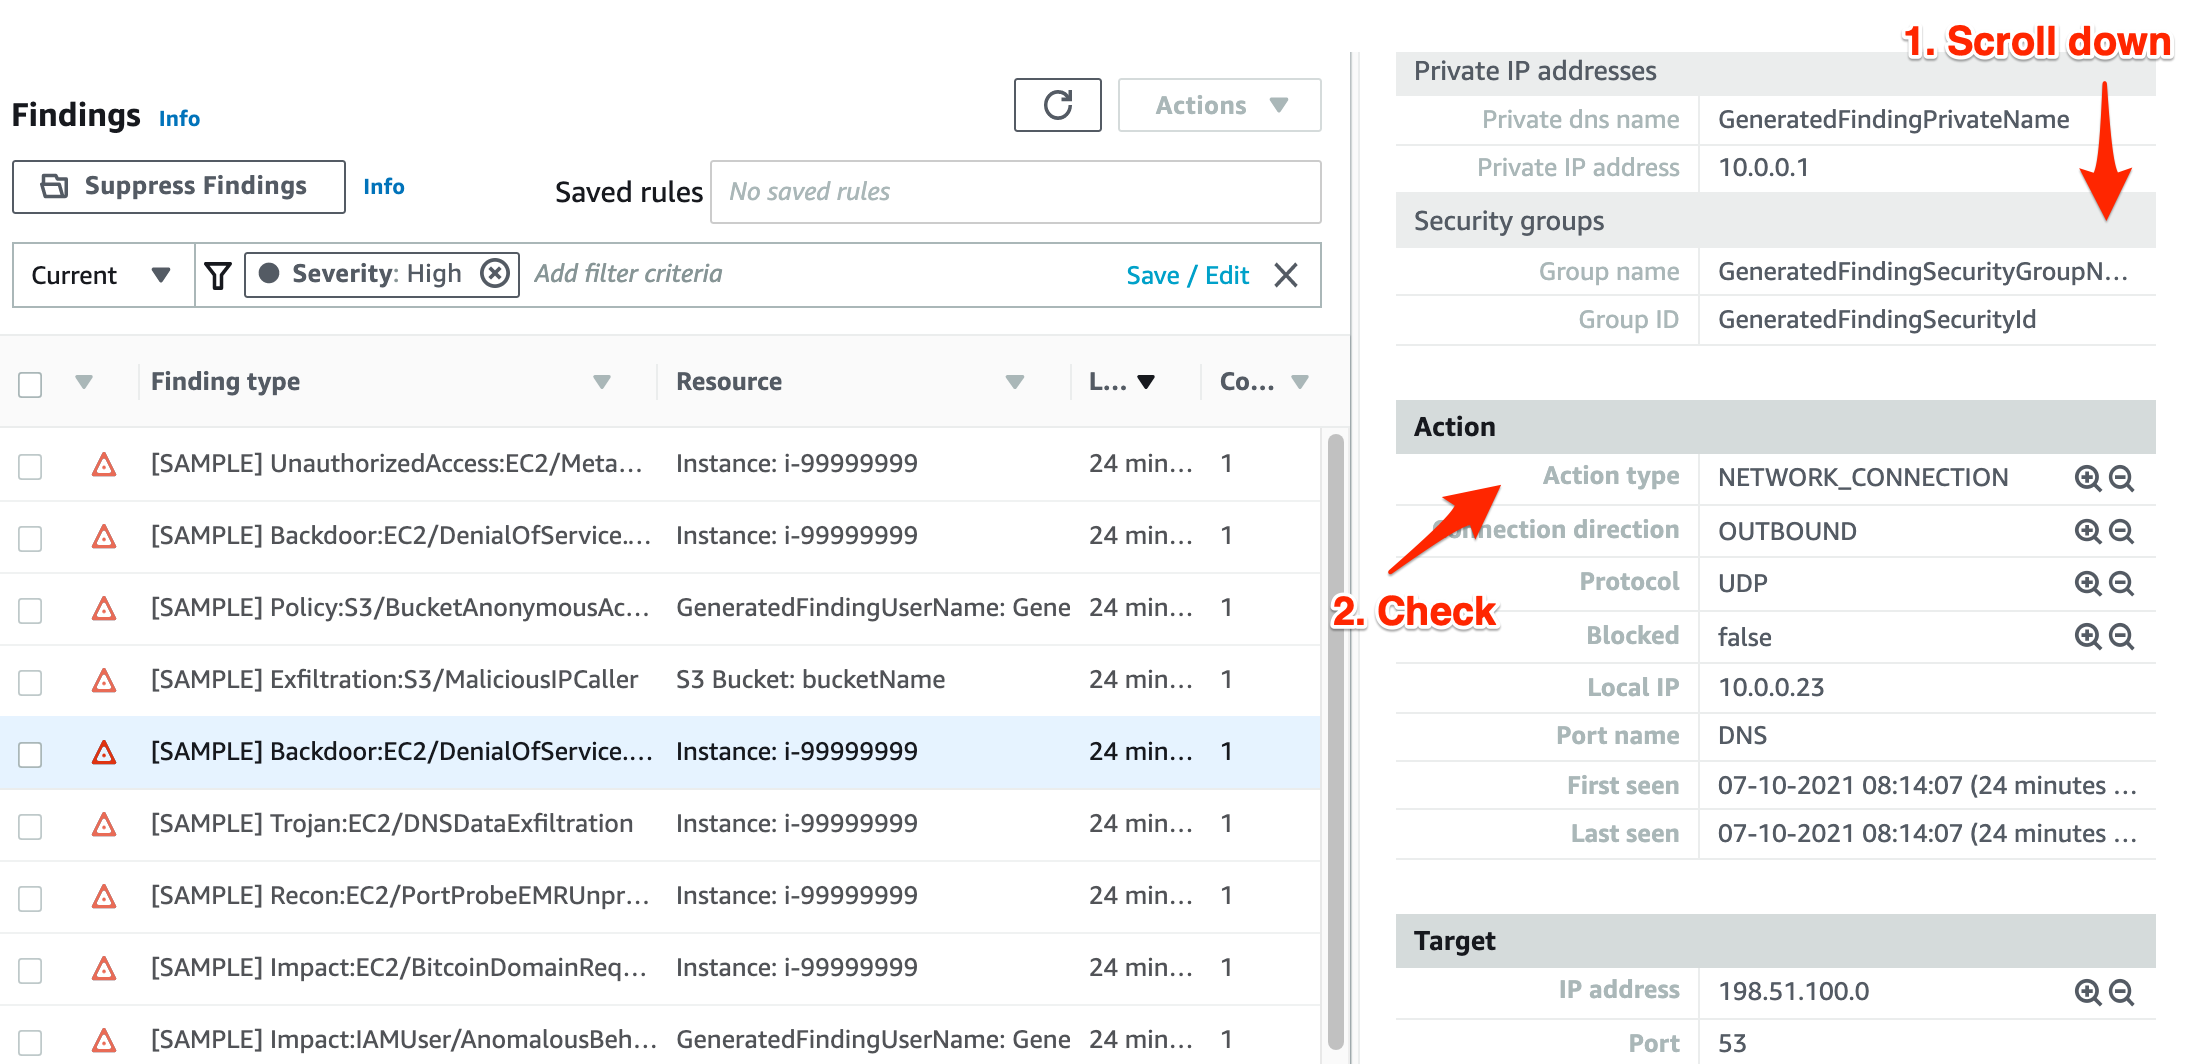 1. Scroll down
Findings Info
Actions
Suppress Findings Info
Saved rules No saved rules
Current Severity: High Add filter criteria Save / Edit
Finding type Resource L... Co...
[SAMPLE] UnauthorizedAccess:EC2/Meta... Instance: i-99999999 24 min... 1
[SAMPLE] Backdoor:EC2/DenialOfService.... Instance: i-99999999 24 min... 1
[SAMPLE] Policy:S3/BucketAnonymousAc... GeneratedFindingUserName: Gene 24 min... 1
[SAMPLE] Exfiltration:S3/MaliciousIPCaller S3 Bucket: bucketName 24 min... 1
[SAMPLE] Backdoor:EC2/DenialOfService.... Instance: i-99999999 24 min... 1
[SAMPLE] Trojan:EC2/DNSDataExfiltration Instance: i-99999999 24 min... 1
[SAMPLE] Recon:EC2/PortProbeEMRUnpr... Instance: i-99999999 24 min... 1
[SAMPLE] Impact:EC2/BitcoinDomainReq... Instance: i-99999999 24 min... 1
[SAMPLE] Impact:IAMUser/AnomalousBeh... GeneratedFindingUserName: Gene 24 min... 1
Private IP addresses
Private dns name GeneratedFindingPrivateName
Private IP address 10.0.0.1
Security groups
Group name GeneratedFindingSecurityGroupN...
Group ID GeneratedFindingSecurityId
Action
Action type NETWORK_CONNECTION
Connection direction OUTBOUND
Protocol UDP
2. Check
Blocked false
Local IP 10.0.0.23
Port name DNS
First seen 07-10-2021 08:14:07 (24 minutes ...
Last seen 07-10-2021 08:14:07 (24 minutes ...
Target
IP address 198.51.100.0
Port 53